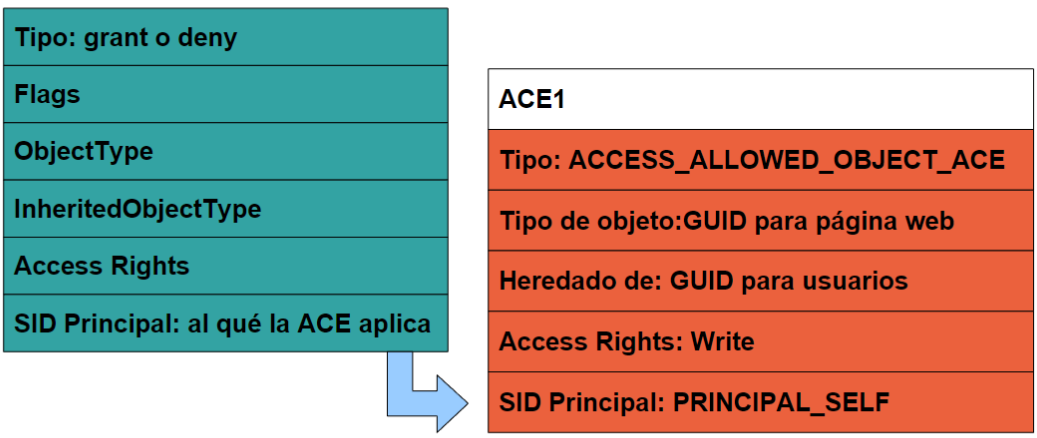 Tipo: grant o deny
Flags
ObjectType
InheritedObjectType
Access Rights
SID Principal: al qué la ACE aplica
ACE1
Tipo: ACCESS_ALLOWED_OBJECT_ACE
Tipo de objeto:GUID para página web
Heredado de: GUID para usuarios
Access Rights: Write
SID Principal: PRINCIPAL_SELF